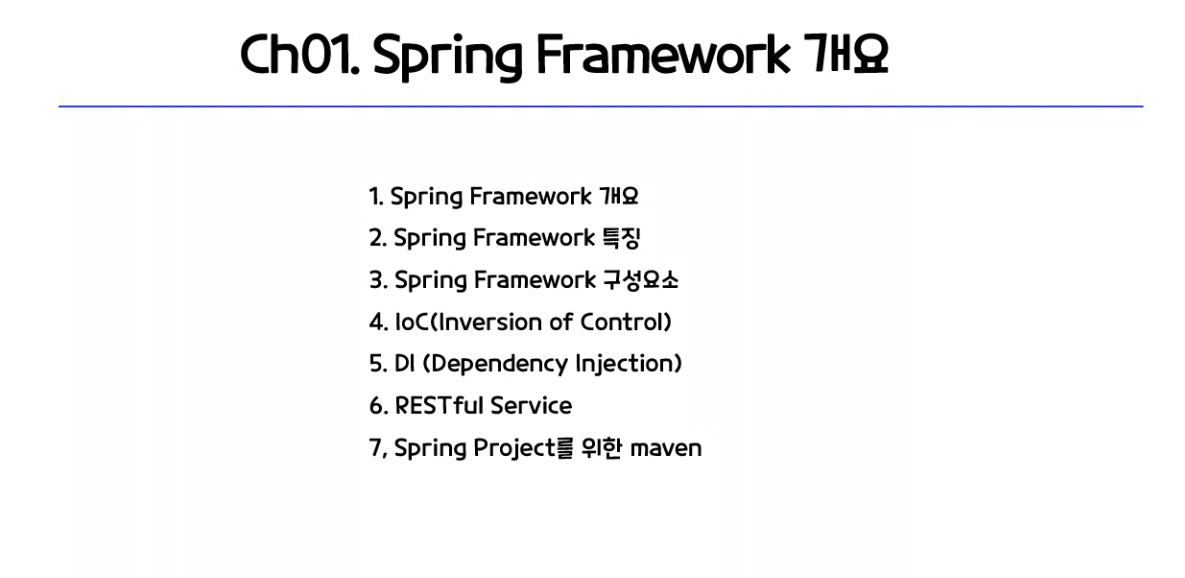 Ch01. Spring Framework 개요
1. Spring Framework 개요
2. Spring Framework 특징
3. Spring Framework 구성요소
4. IoC(Inversion of Control)
5. DI (Dependency Injection)
6. RESTful Service
7, Spring Project를 위한 maven